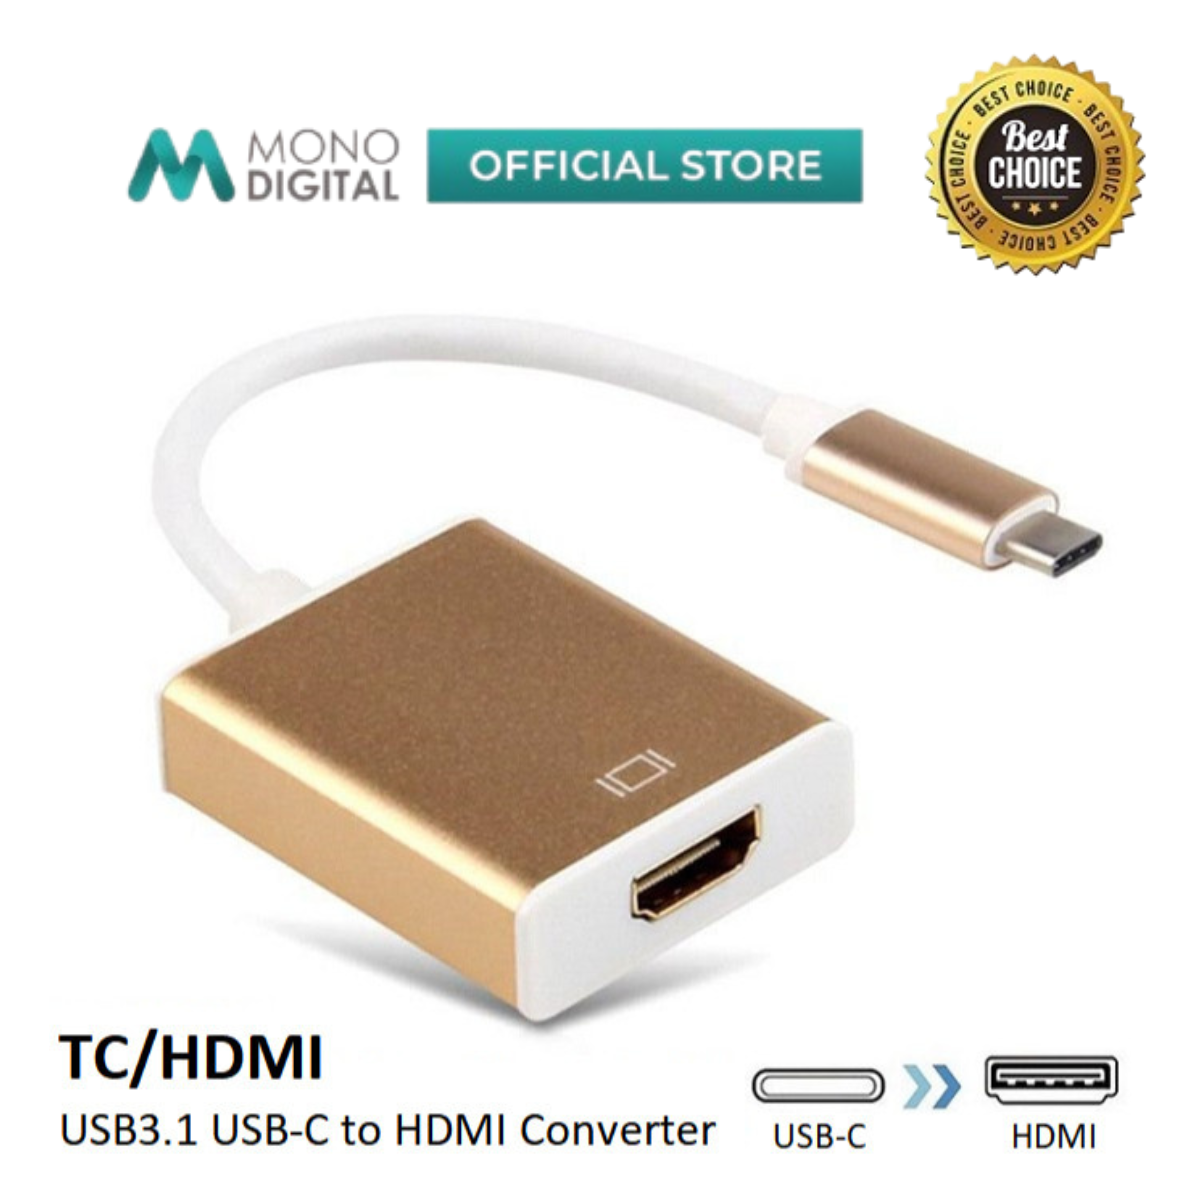 MONO
DIGITAL
OFFICIAL STORE
BEST CHOICE · BEST CHOICE · BEST CHOICE · BEST CHOICE ·
Best
CHOICE
TC/HDMI
USB3.1 USB-C to HDMI Converter
USB-C
HDMI